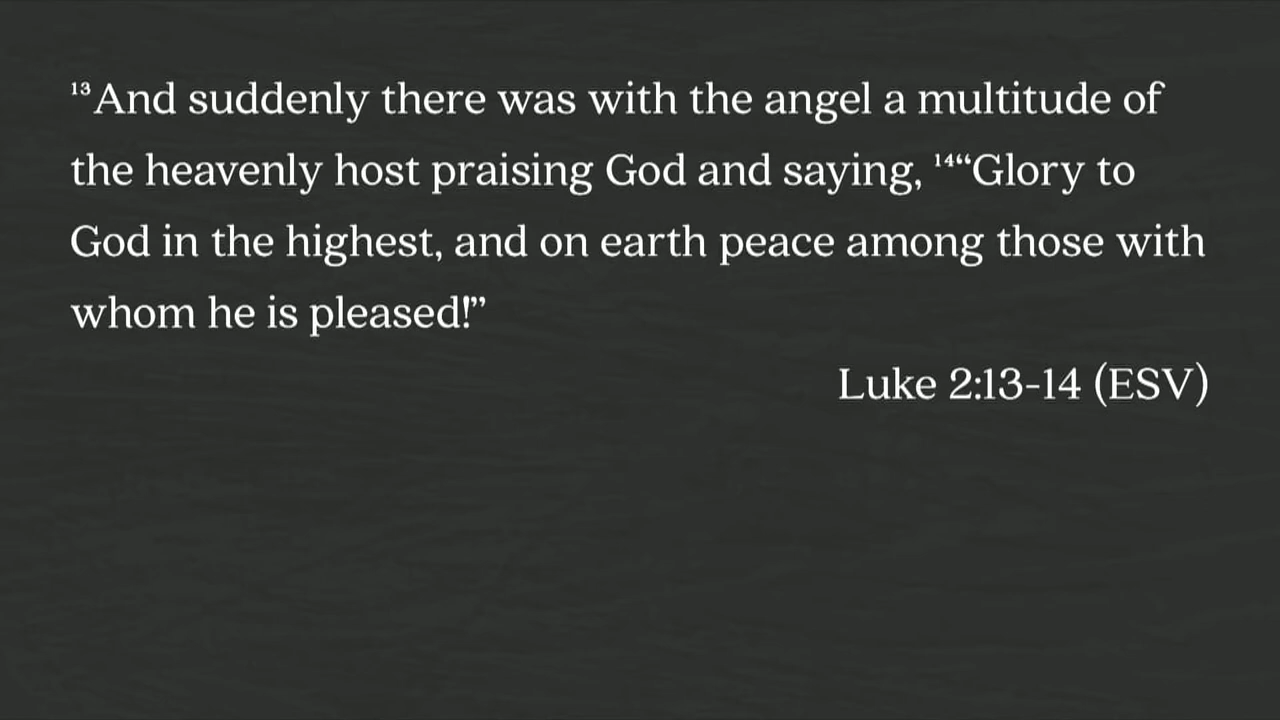 ¹³And suddenly there was with the angel a multitude of
the heavenly host praising God and saying, ¹⁴“Glory to
God in the highest, and on earth peace among those with
whom he is pleased!”
Luke 2:13-14 (ESV)